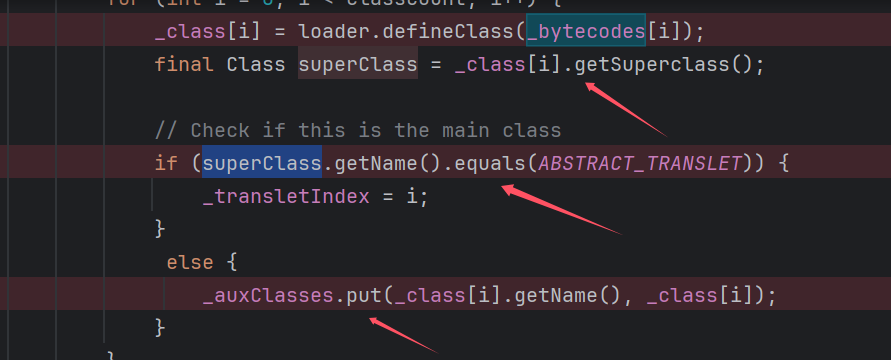 for (int i = 0; i < classCount; i++) {
_class[i] = loader.defineClass(_bytecodes[i]);
final Class superClass = _class[i].getSuperclass();
// Check if this is the main class
if (superClass.getName().equals(ABSTRACT_TRANSLET)) {
_transletIndex = i;
}
else {
_auxClasses.put(_class[i].getName(), _class[i]);
}
}